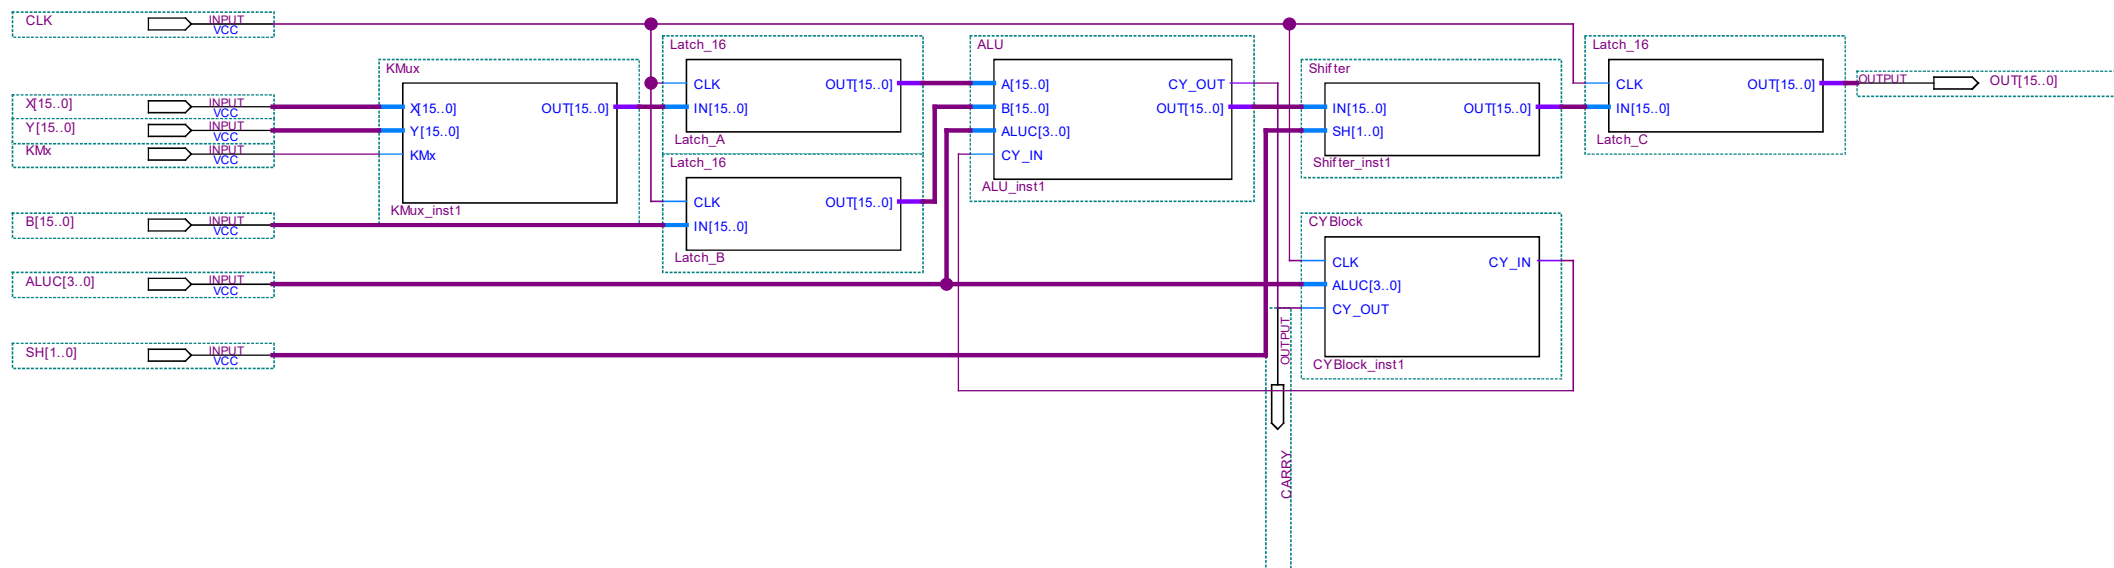 CLK
INPUT
VCC
X[15..0]
INPUT
VCC
Y[15..0]
INPUT
VCC
KMx
INPUT
VCC
B[15..0]
INPUT
VCC
ALUC[3..0]
INPUT
VCC
SH[1..0]
INPUT
VCC
KMux
X[15..0]
OUT[15..0]
Y[15..0]
KMx
KMux_inst1
Latch_16
CLK
OUT[15..0]
IN[15..0]
Latch_A
Latch_16
CLK
OUT[15..0]
IN[15..0]
Latch_B
ALU
A[15..0]
CY_OUT
B[15..0]
OUT[15..0]
ALUC[3..0]
CY_IN
ALU_inst1
Shifter
IN[15..0]
OUT[15..0]
SH[1..0]
Shifter_inst1
CYBlock
CLK
CY_IN
ALUC[3..0]
CY_OUT
CYBlock_inst1
OUTPUT
CARRY
Latch_16
CLK
OUT[15..0]
IN[15..0]
Latch_C
OUTPUT
OUT[15..0]